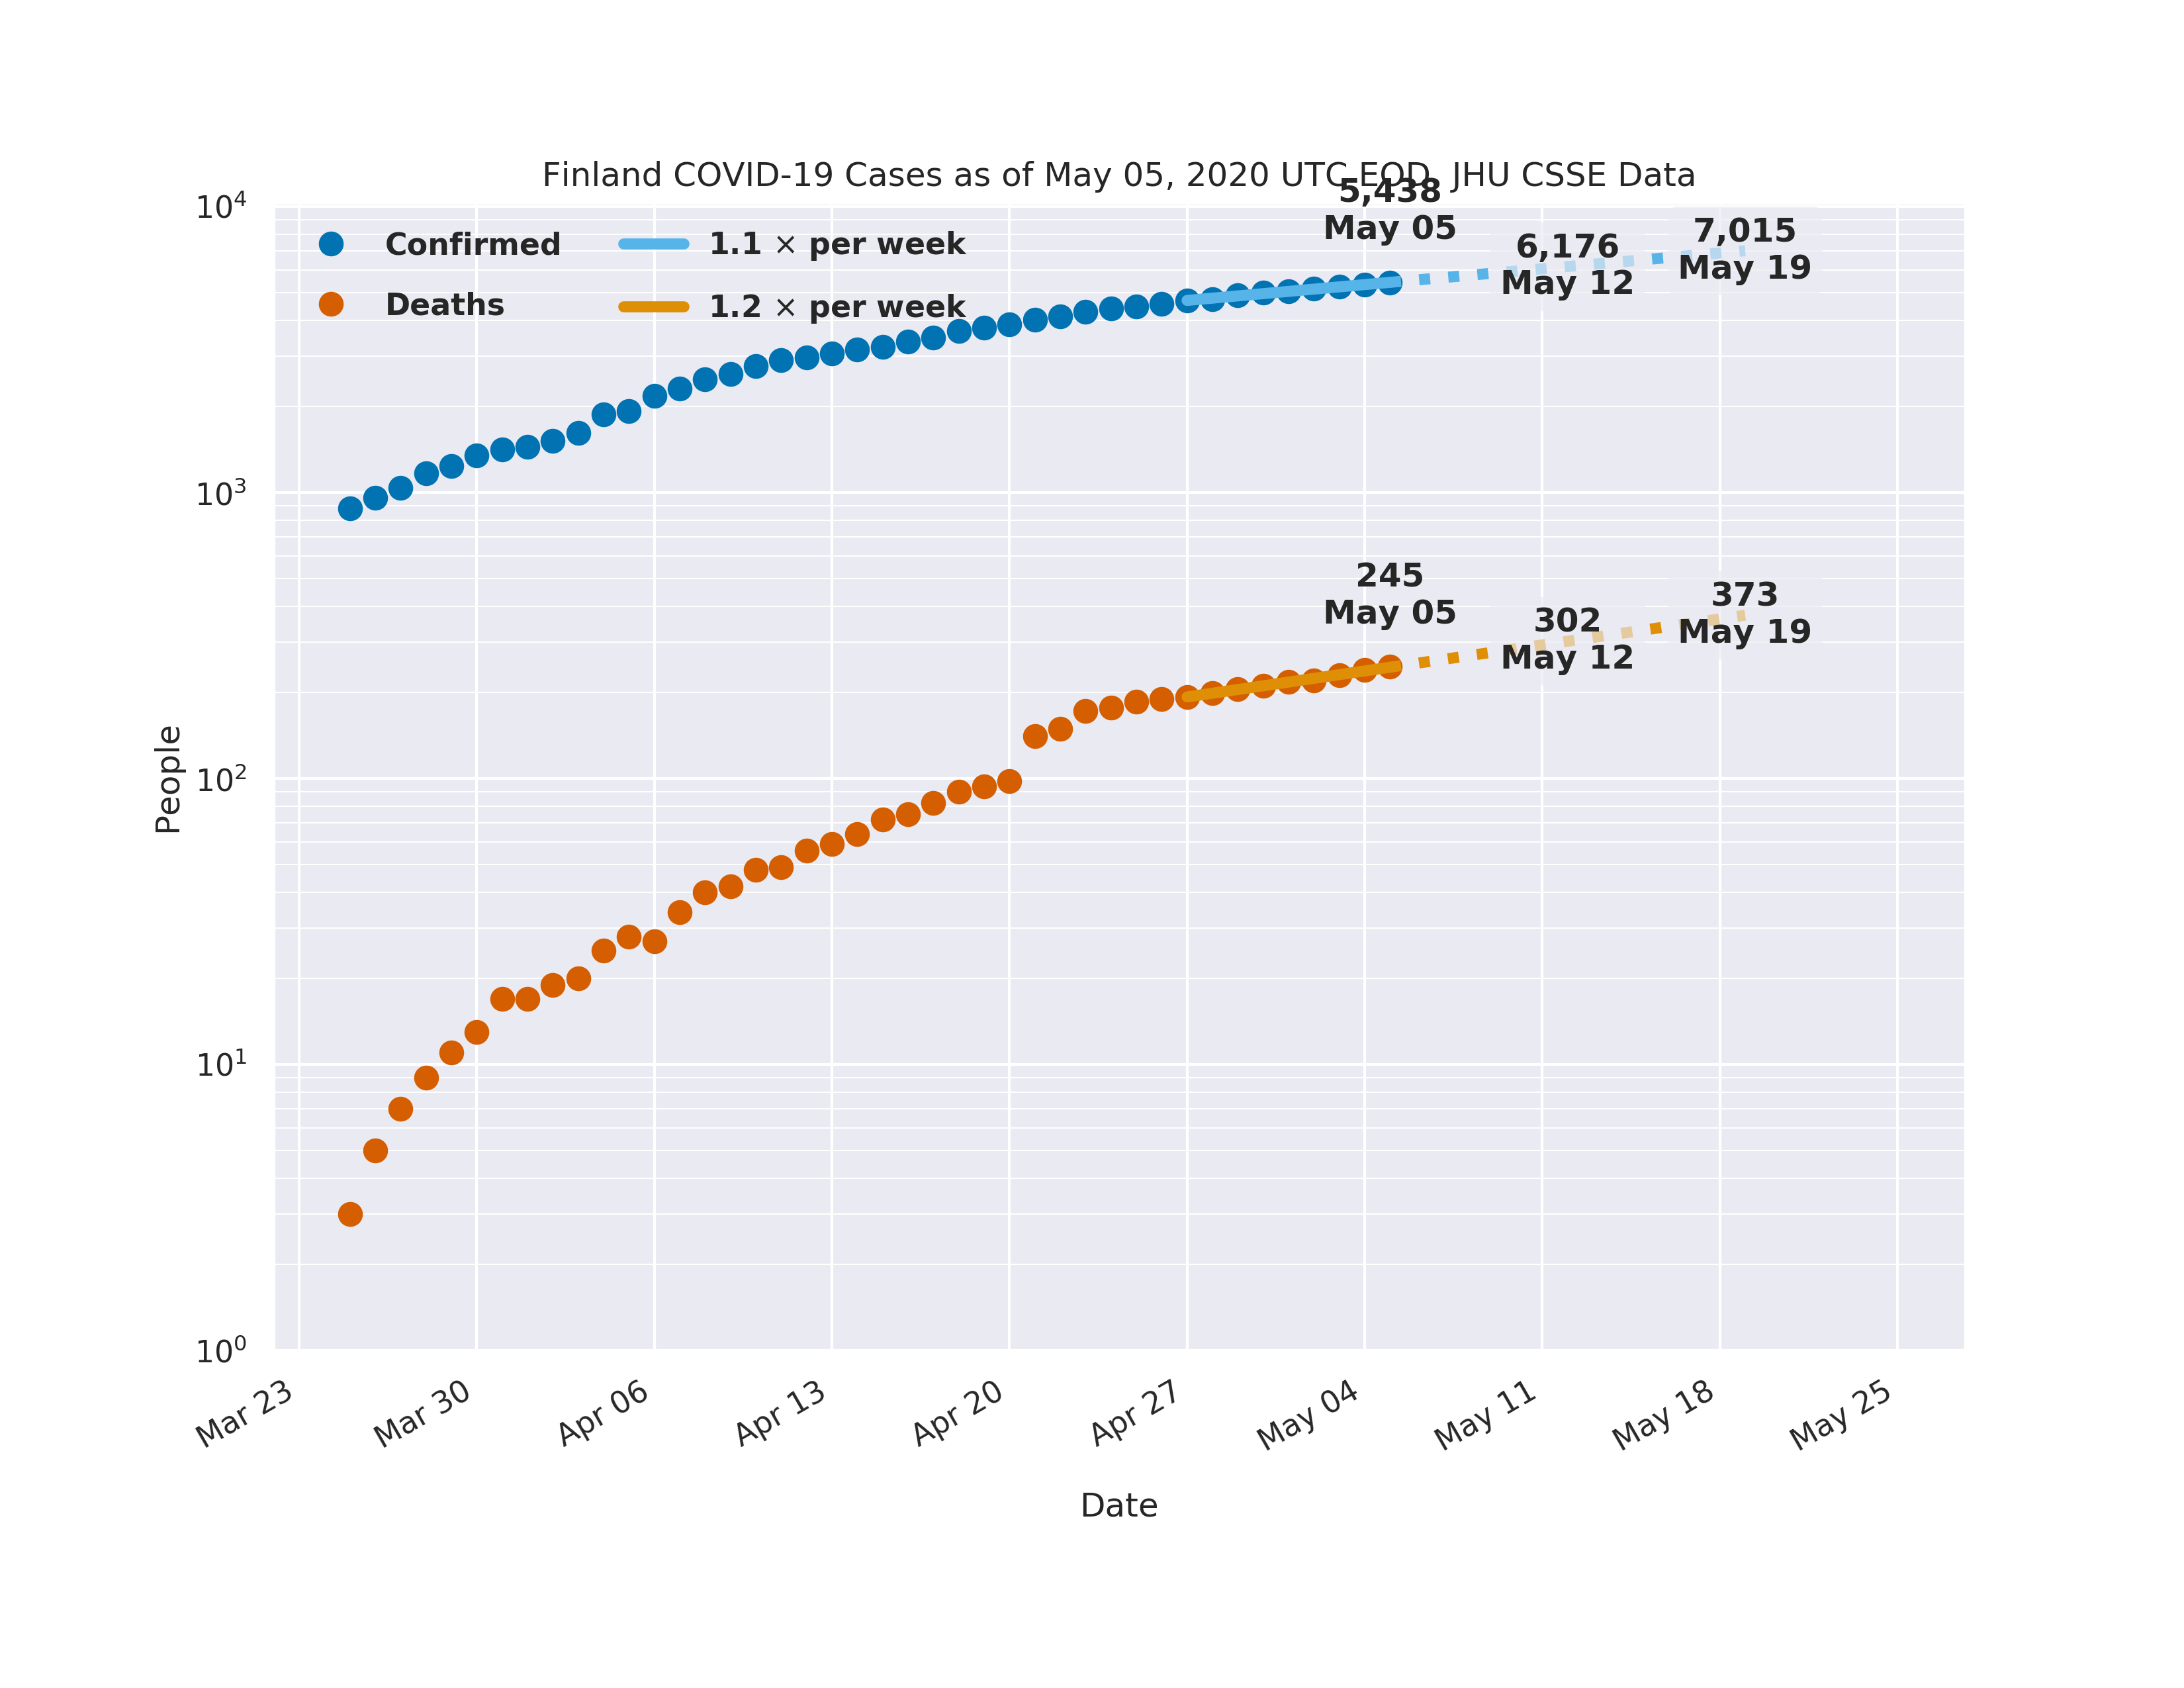 Finland COVID-19 Cases as of May 05, 2020 UTC EOD, JHU CSSE Data
Confirmed
Deaths
1.1 × per week
1.2 × per week
5,438
May 05
6,176
May 12
7,015
May 19
245
May 05
302
May 12
373
May 19
People
10⁴
10³
10²
10¹
10⁰
Mar 23
Mar 30
Apr 06
Apr 13
Apr 20
Apr 27
May 04
May 11
May 18
May 25
Date